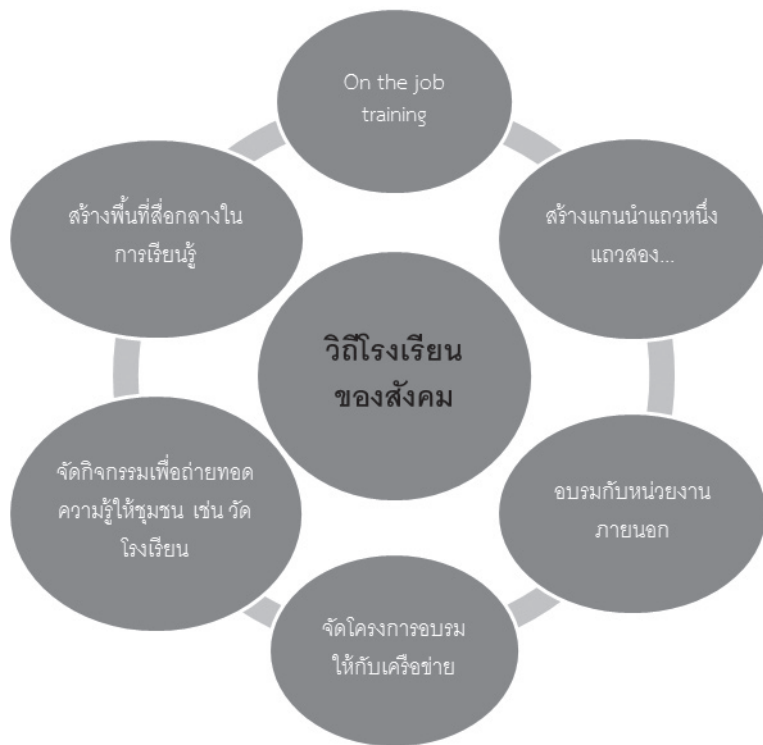 On the job
training
สร้างแกนนำแถวหนึ่ง
แถวสอง...
อบรมกับหน่วยงาน
ภายนอก
จัดโครงการอบรม
ให้กับเครือข่าย
จัดกิจกรรมเพื่อถ่ายทอด
ความรู้ให้ชุมชน เช่น วัด
โรงเรียน
สร้างพื้นที่สื่อกลางใน
การเรียนรู้
วิถีโรงเรียน
ของสังคม